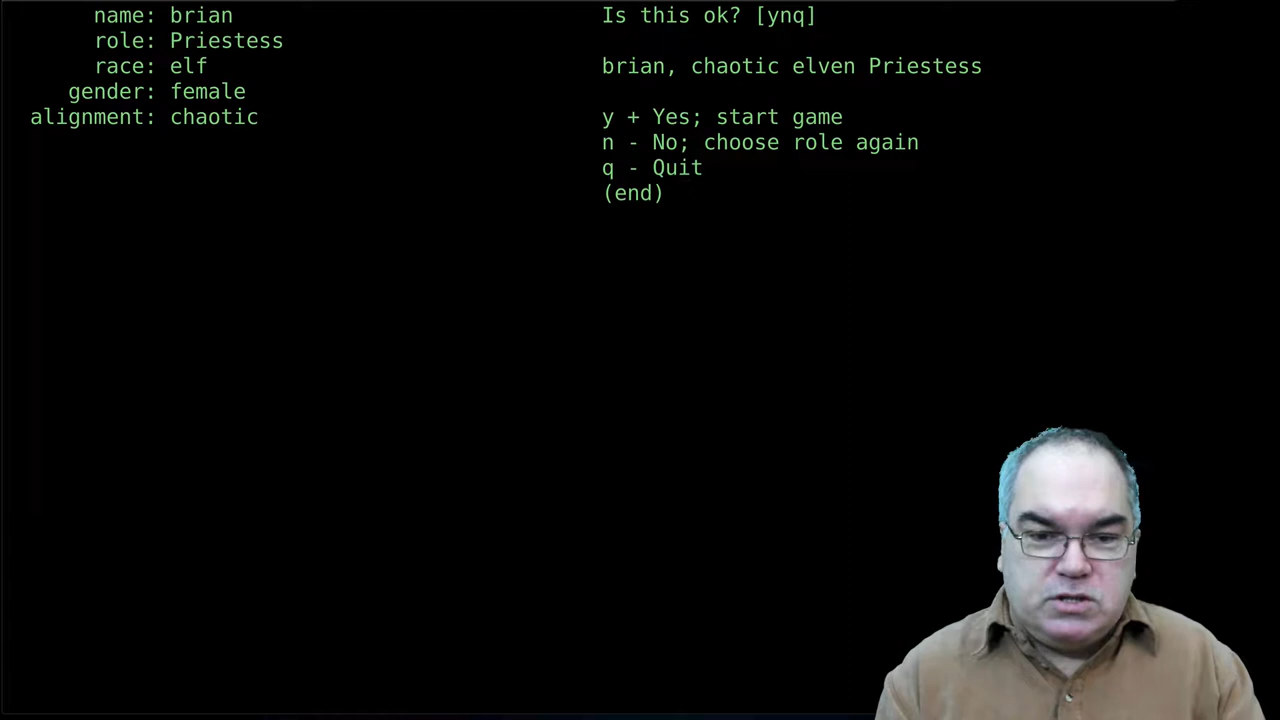 name: brian
role: Priestess
race: elf
gender: female
alignment: chaotic
Is this ok? [ynq]
brian, chaotic elven Priestess
y + Yes; start game
n - No; choose role again
q - Quit
(end)